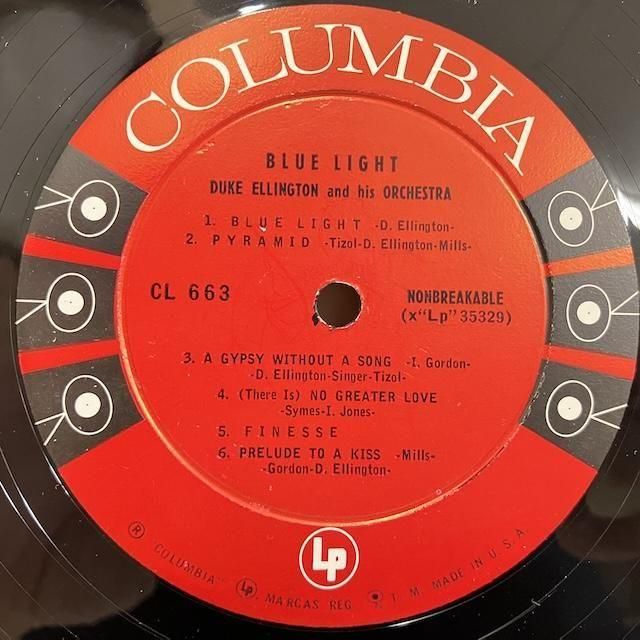 COLUMBIA
BLUE LIGHT
DUKE ELLINGTON and his ORCHESTRA
1. BLUE LIGHT -D. Ellington-
2. PYRAMID -Tizol-D. Ellington-Mills-
CL 663
NONBREAKABLE
(x"Lp"35329)
3. A GYPSY WITHOUT A SONG -I. Gordon-
-D. Ellington-Singer-Tizol-
4. (There Is) NO GREATER LOVE
-Symes-I. Jones-
5. FINESSE
6. PRELUDE TO A KISS -Mills-
-Gordon-D. Ellington-
Lp
® "COLUMBIA" Lp. MARCAS REG. T M MADE IN U.S.A.